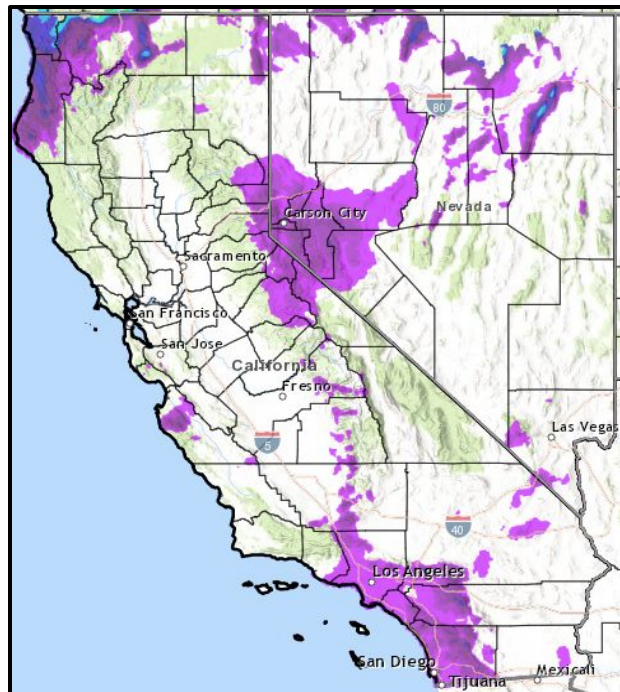 80
Carson City
Nevada
Sacramento
San Francisco
San Jose
California
Fresno
Las Vegas
5
40
Los Angeles
San Diego
Mexicali
Tijuana